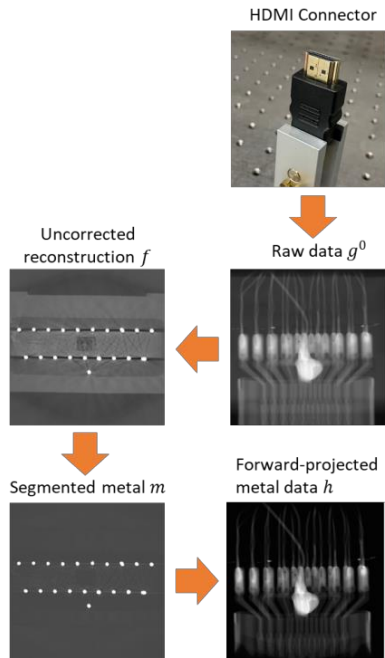 HDMI Connector
Uncorrected
reconstruction f
Raw data g⁰
Segmented metal m
Forward-projected
metal data h